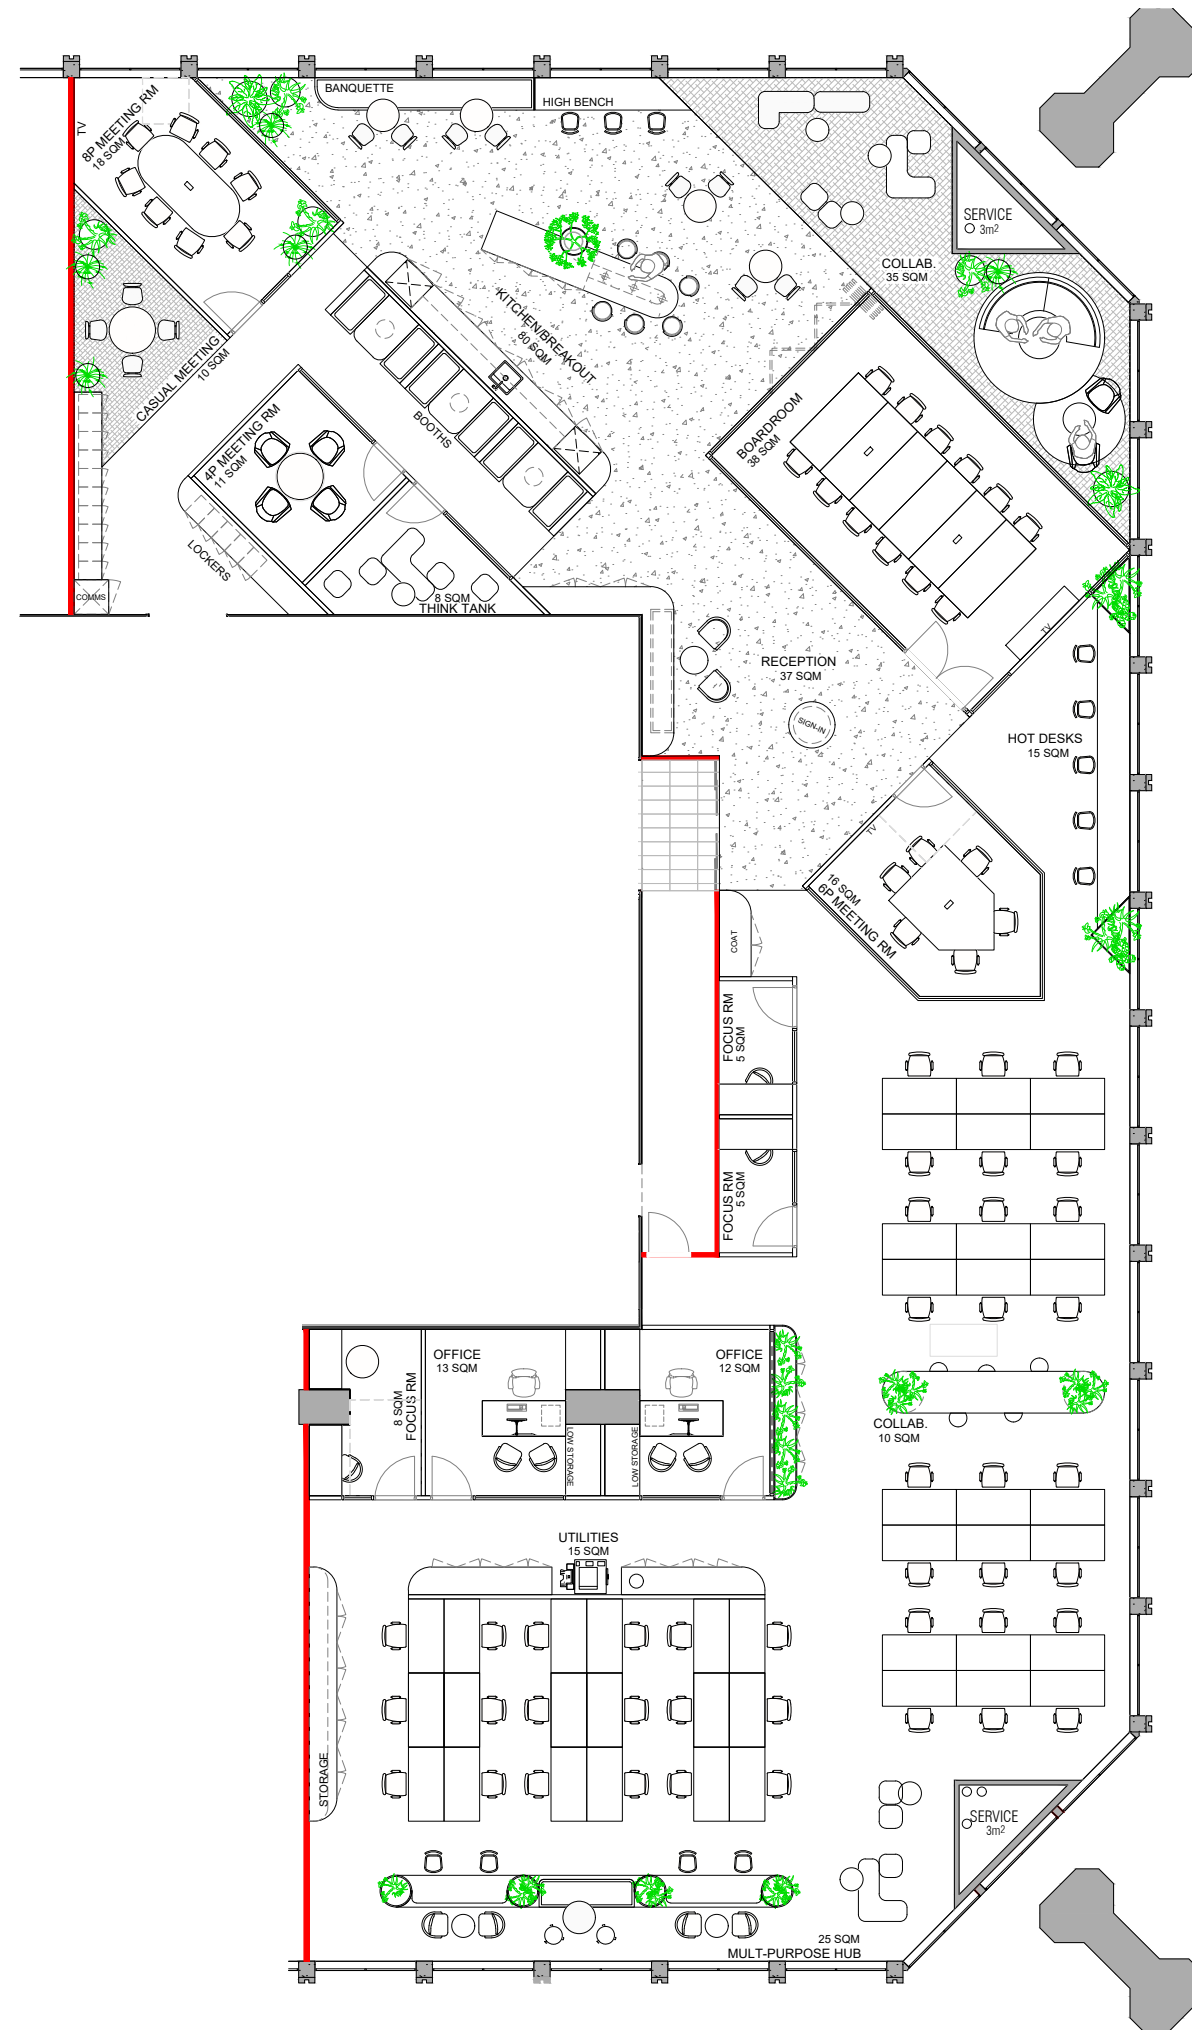 BANQUETTE
HIGH BENCH
TV
8P MEETING RM
18 SQM
SERVICE
3m²
COLLAB.
35 SQM
KITCHEN/BREAKOUT
80 SQM
CASUAL MEETING
10 SQM
BOOTHS
BOARDROOM
38 SQM
4P MEETING RM
11 SQM
LOCKERS
COMMS
8 SQM
THINK TANK
TV
RECEPTION
37 SQM
SIGN-IN
HOT DESKS
15 SQM
TV
16 SQM
6P MEETING RM
COAT
FOCUS RM
5 SQM
FOCUS RM
5 SQM
OFFICE
13 SQM
OFFICE
12 SQM
8 SQM
FOCUS RM
LOW STORAGE
LOW STORAGE
COLLAB.
10 SQM
UTILITIES
15 SQM
STORAGE
SERVICE
3m²
25 SQM
MULT-PURPOSE HUB